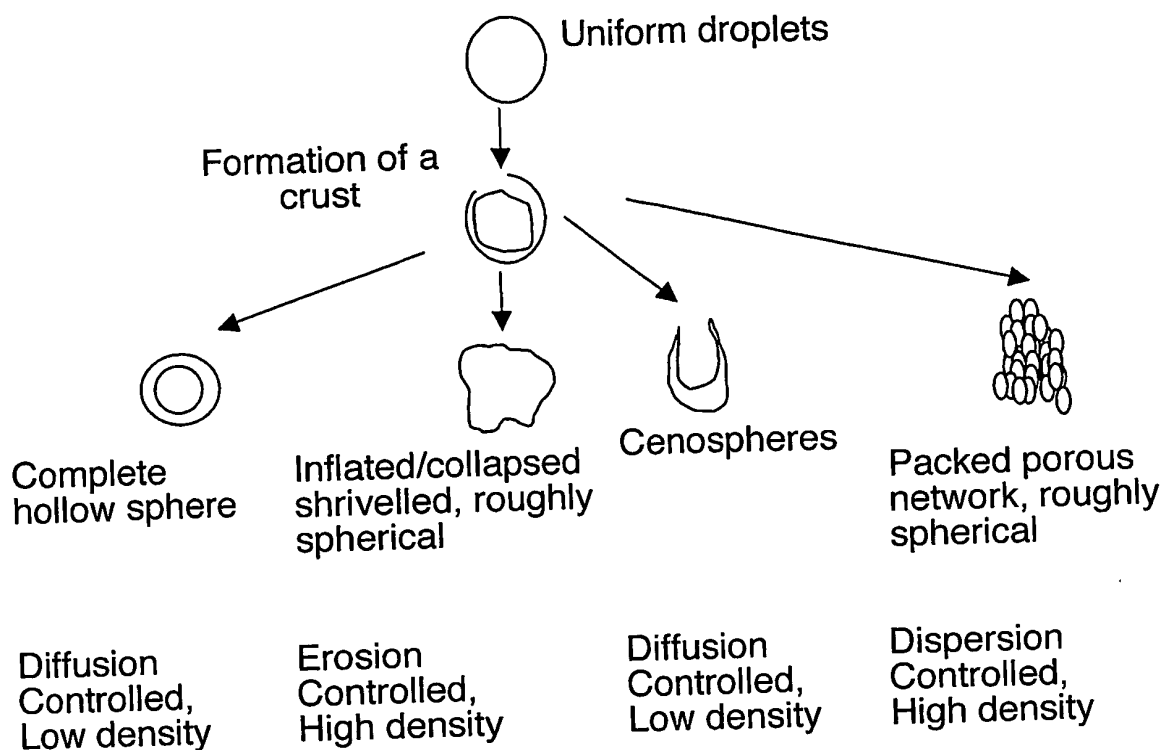 Uniform droplets
Formation of a
crust
Complete
hollow sphere
Inflated/collapsed
shrivelled, roughly
spherical
Cenospheres
Packed porous
network, roughly
spherical
Diffusion
Controlled,
Low density
Erosion
Controlled,
High density
Diffusion
Controlled,
Low density
Dispersion
Controlled,
High density